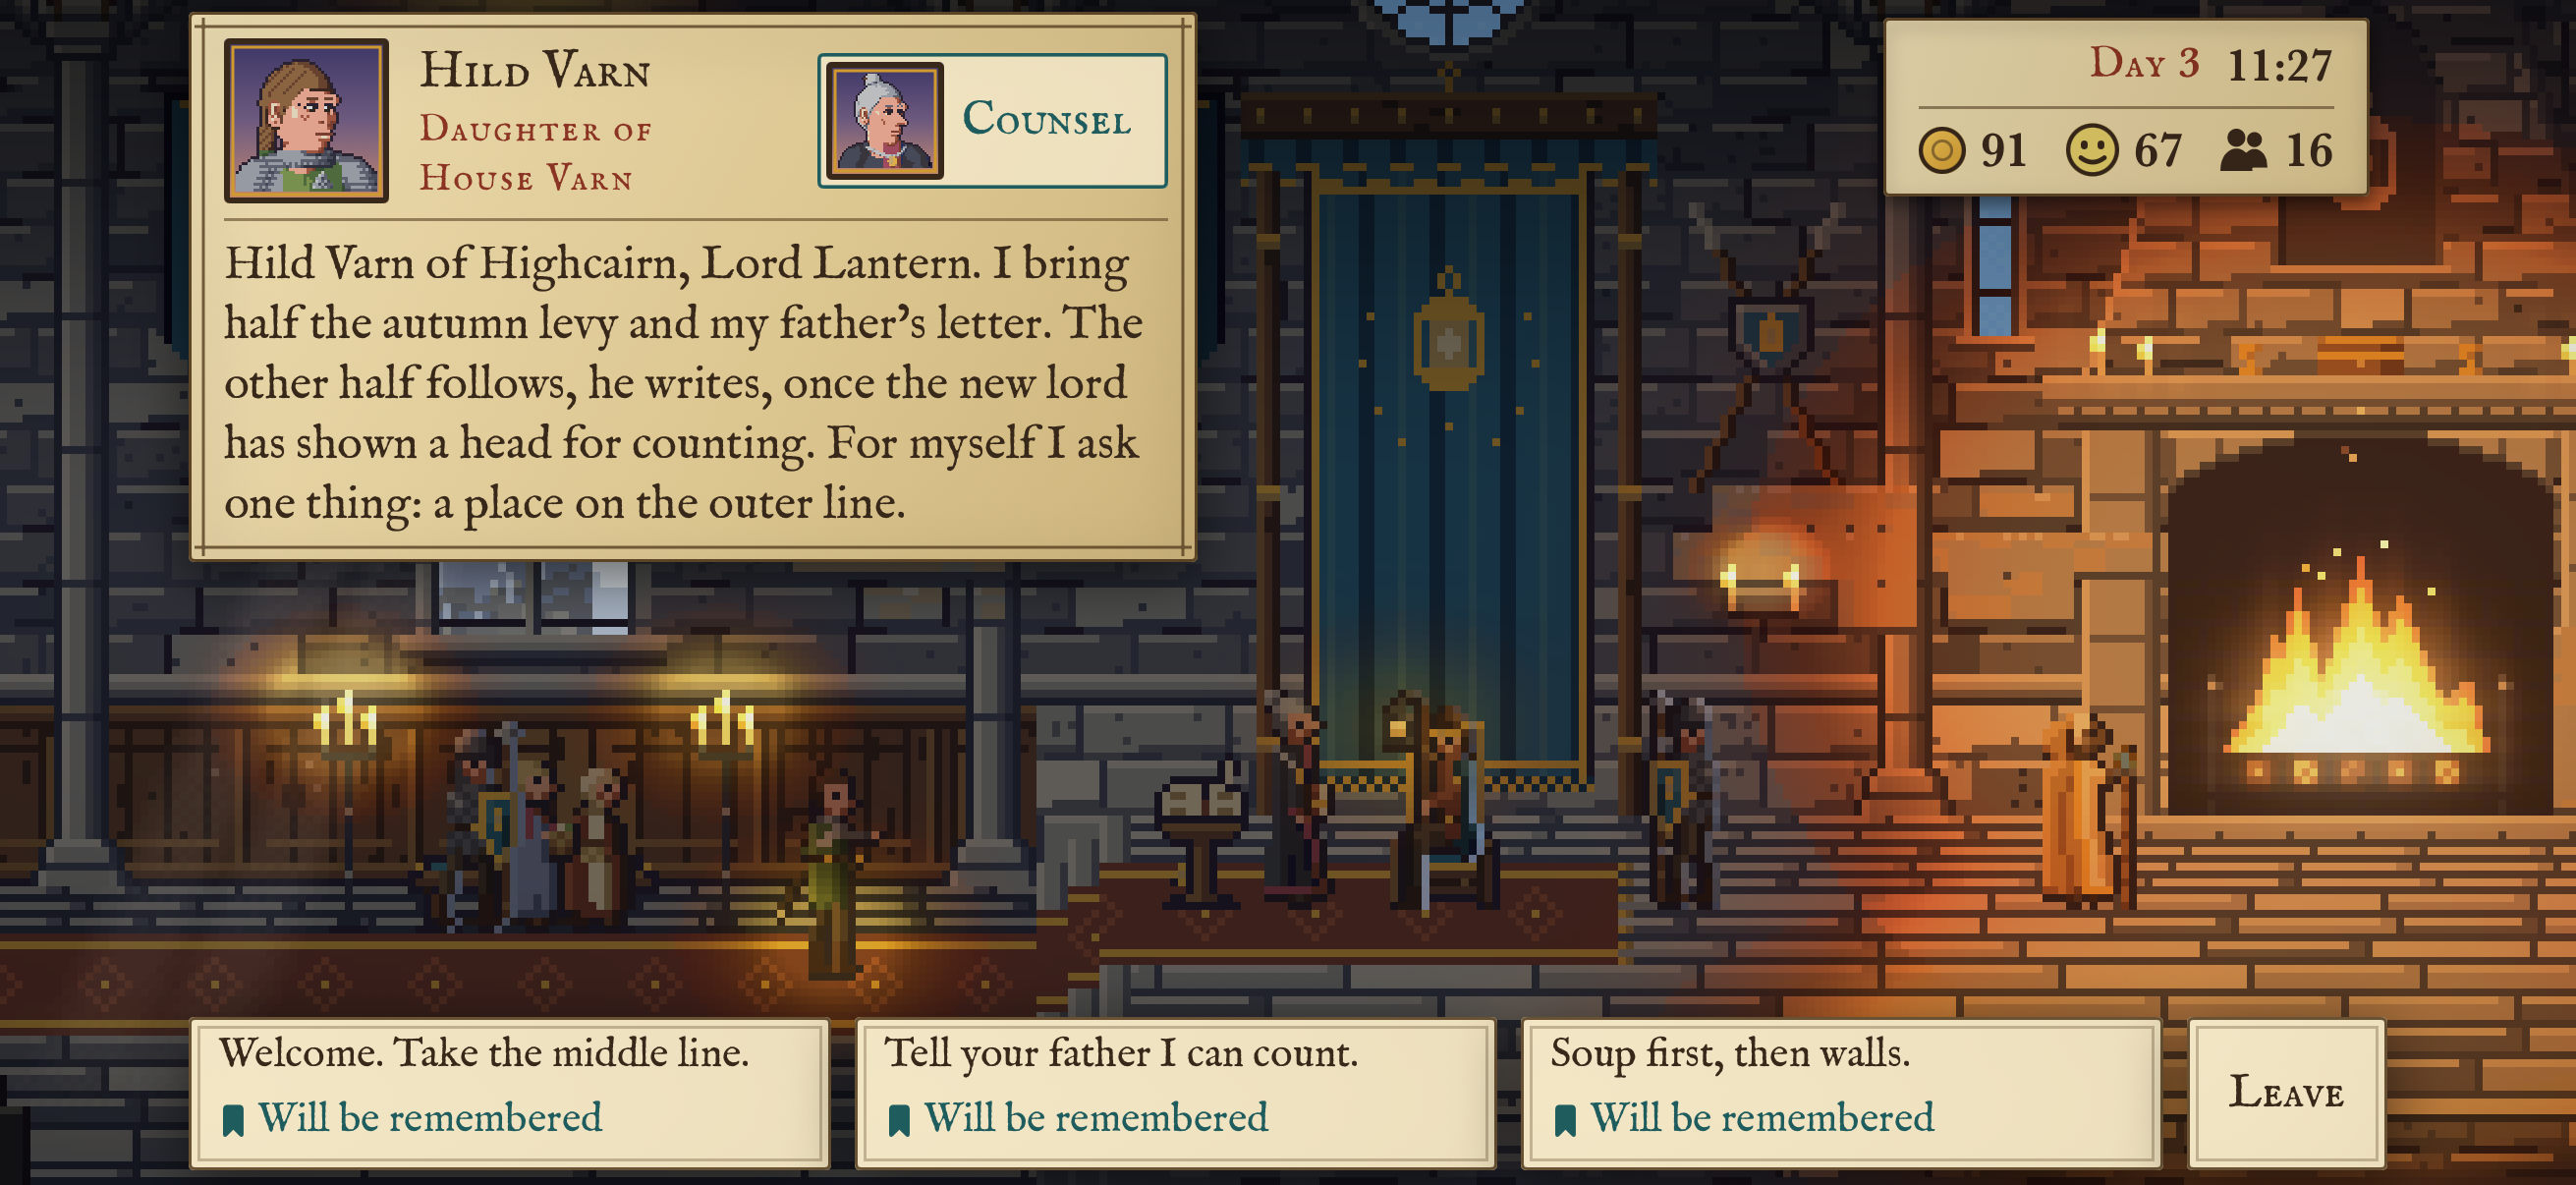 Hild Varn
Daughter of
House Varn
Counsel
Hild Varn of Highcairn, Lord Lantern. I bring
half the autumn levy and my father’s letter. The
other half follows, he writes, once the new lord
has shown a head for counting. For myself I ask
one thing: a place on the outer line.
Day 3 11:27
91 67 16
Welcome. Take the middle line.
Will be remembered
Tell your father I can count.
Will be remembered
Soup first, then walls.
Will be remembered
Leave